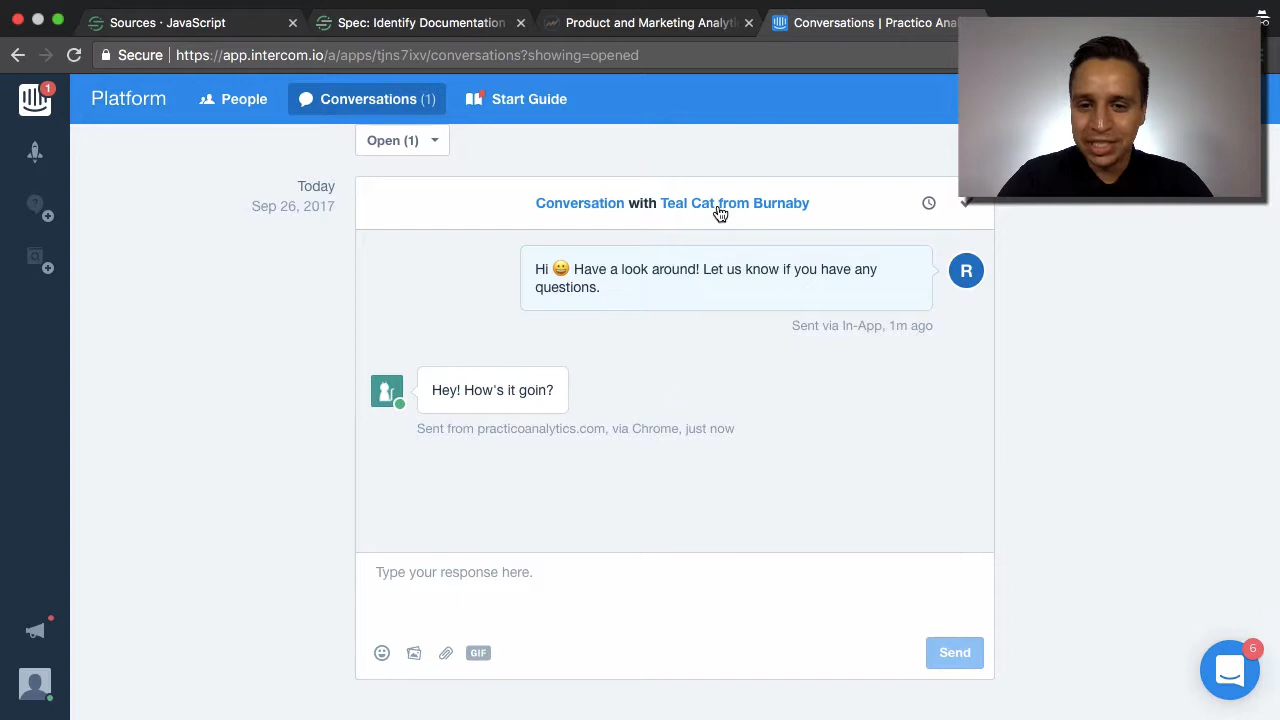 Sources · JavaScript
Spec: Identify Documentation
Product and Marketing Analyti
Conversations | Practico Ana
Secure
https://app.intercom.io/a/apps/tjns7ixv/conversations?showing=opened
1
Platform
People
Conversations (1)
Start Guide
Open (1)
Today
Sep 26, 2017
Conversation with Teal Cat from Burnaby
Hi 😀 Have a look around! Let us know if you have any
questions.
R
Sent via In-App, 1m ago
Hey! How's it goin?
Sent from practicoanalytics.com, via Chrome, just now
Type your response here.
GIF
Send
6